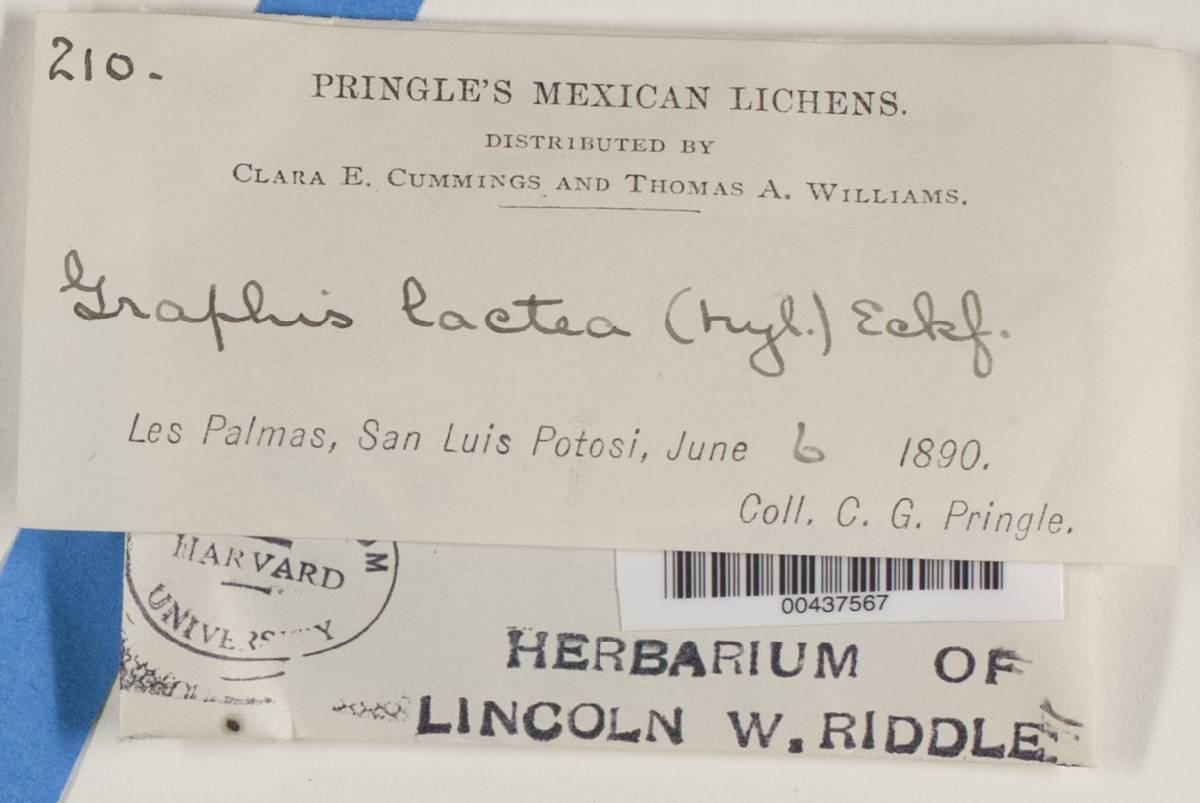 210.
PRINGLE'S MEXICAN LICHENS.
DISTRIBUTED BY
CLARA E. CUMMINGS AND THOMAS A. WILLIAMS.
Graphis lactea (Nyl.) Eckf.
Les Palmas, San Luis Potosi, June 6 1890.
Coll. C. G. Pringle.
HARVARD
UNIVERSITY
00437567
HERBARIUM OF
LINCOLN W. RIDDLE